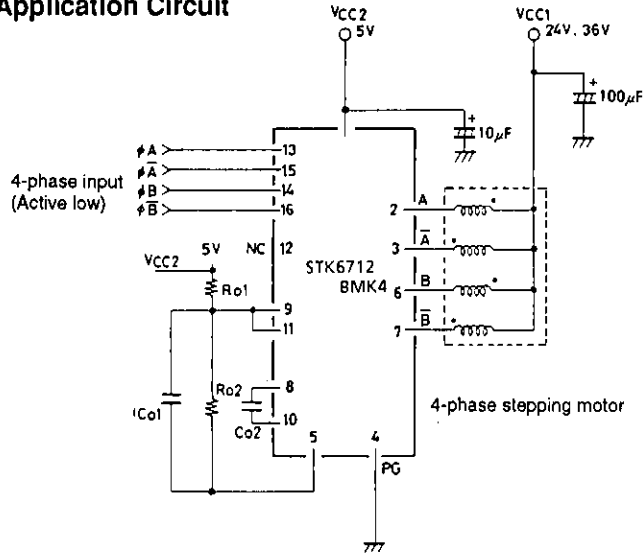 Application Circuit
VCC2
5V
VCC1
24V, 36V
+
100μF
+
10μF
4-phase input
(Active low)
φA
φA̅
φB
φB̅
13
15
14
16
NC 12
STK6712
BMK4
2 A
3 A̅
6 B
7 B̅
5V
VCC2
Ro1
9
11
Ro2
Co1
8
10
Co2
5
4
PG
4-phase stepping motor